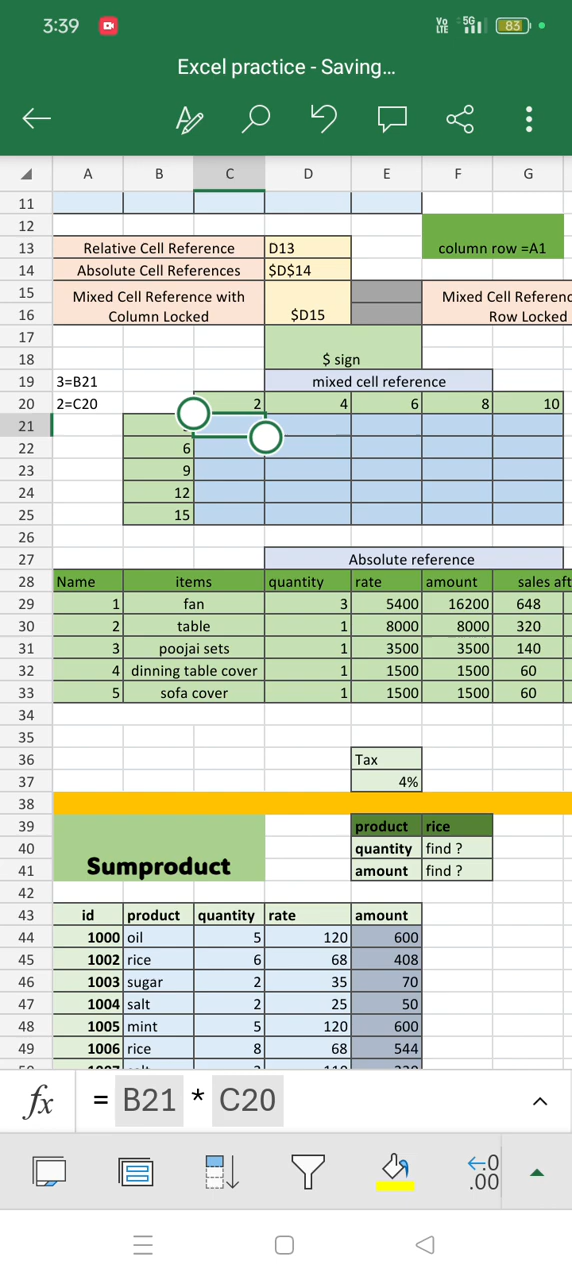 3:39 Vo LTE 5G 83
Excel practice - Saving...
A B C D E F G
11
12
13 Relative Cell Reference D13 column row =A1
14 Absolute Cell References $D$14
15 Mixed Cell Reference with Mixed Cell Referenc
16 Column Locked $D15 Row Locked
17
18 $ sign
19 3=B21 mixed cell reference
20 2=C20 2 4 6 8 10
21
22 6
23 9
24 12
25 15
26
27 Absolute reference
28 Name items quantity rate amount sales aft
29 1 fan 3 5400 16200 648
30 2 table 1 8000 8000 320
31 3 poojai sets 1 3500 3500 140
32 4 dinning table cover 1 1500 1500 60
33 5 sofa cover 1 1500 1500 60
34
35
36 Tax
37 4%
38
39 product rice
40 quantity find ?
41 Sumproduct amount find ?
42
43 id product quantity rate amount
44 1000 oil 5 120 600
45 1002 rice 6 68 408
46 1003 sugar 2 35 70
47 1004 salt 2 25 50
48 1005 mint 5 120 600
49 1006 rice 8 68 544
fx = B21 * C20
←.0
.00